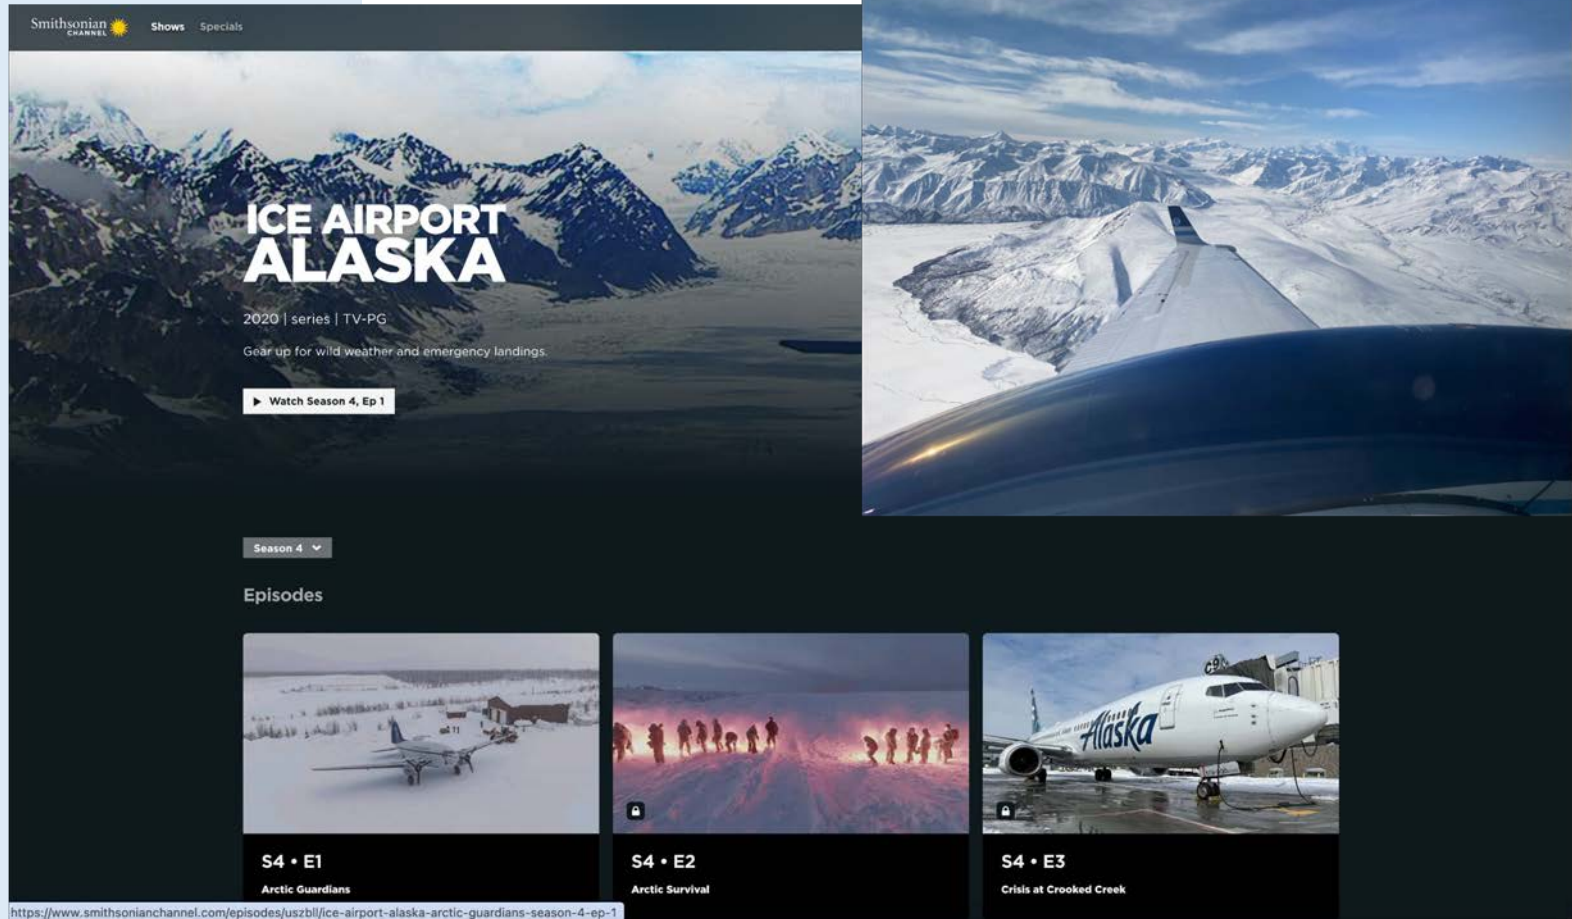 Smithsonian
CHANNEL
Shows
Specials
ICE AIRPORT
ALASKA
2020 | series | TV-PG
Gear up for wild weather and emergency landings.
Watch Season 4, Ep 1
Season 4
Episodes
C9
Alaska
S4 • E1
Arctic Guardians
S4 • E2
Arctic Survival
S4 • E3
Crisis at Crooked Creek
https://www.smithsonianchannel.com/episodes/uszbll/ice-airport-alaska-arctic-guardians-season-4-ep-1